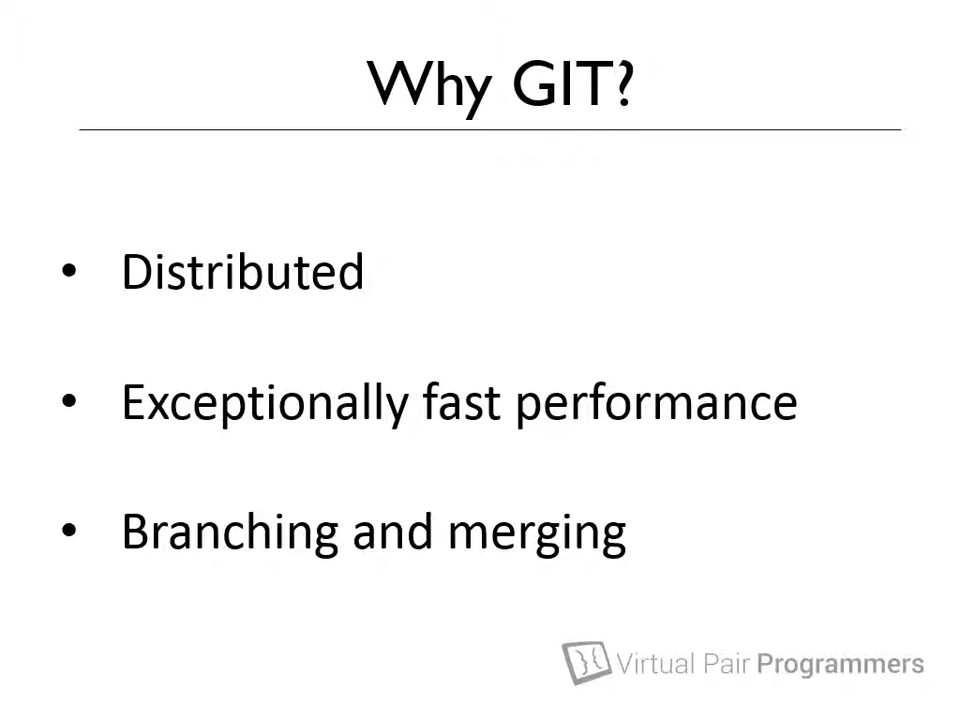 Why GIT?
• Distributed
• Exceptionally fast performance
• Branching and merging
Virtual Pair Programmers